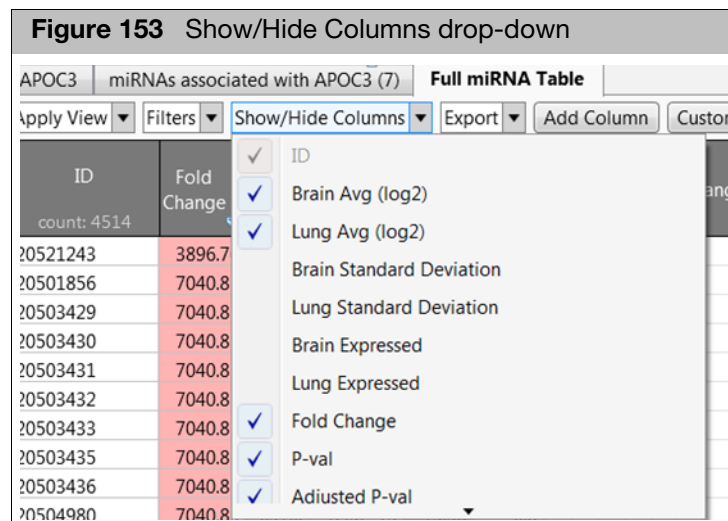 Figure 153 Show/Hide Columns drop-down
APOC3 miRNAs associated with APOC3 (7) Full miRNA Table
Apply View Filters Show/Hide Columns Export Add Column Custom
ID
Fold Change
count: 4514
ID
Brain Avg (log2)
Lung Avg (log2)
Brain Standard Deviation
Lung Standard Deviation
Brain Expressed
Lung Expressed
Fold Change
P-val
Adjusted P-val
20521243 3896.7
20501856 7040.8
20503429 7040.8
20503430 7040.8
20503431 7040.8
20503432 7040.8
20503433 7040.8
20503435 7040.8
20503436 7040.8
20504980 7040.8